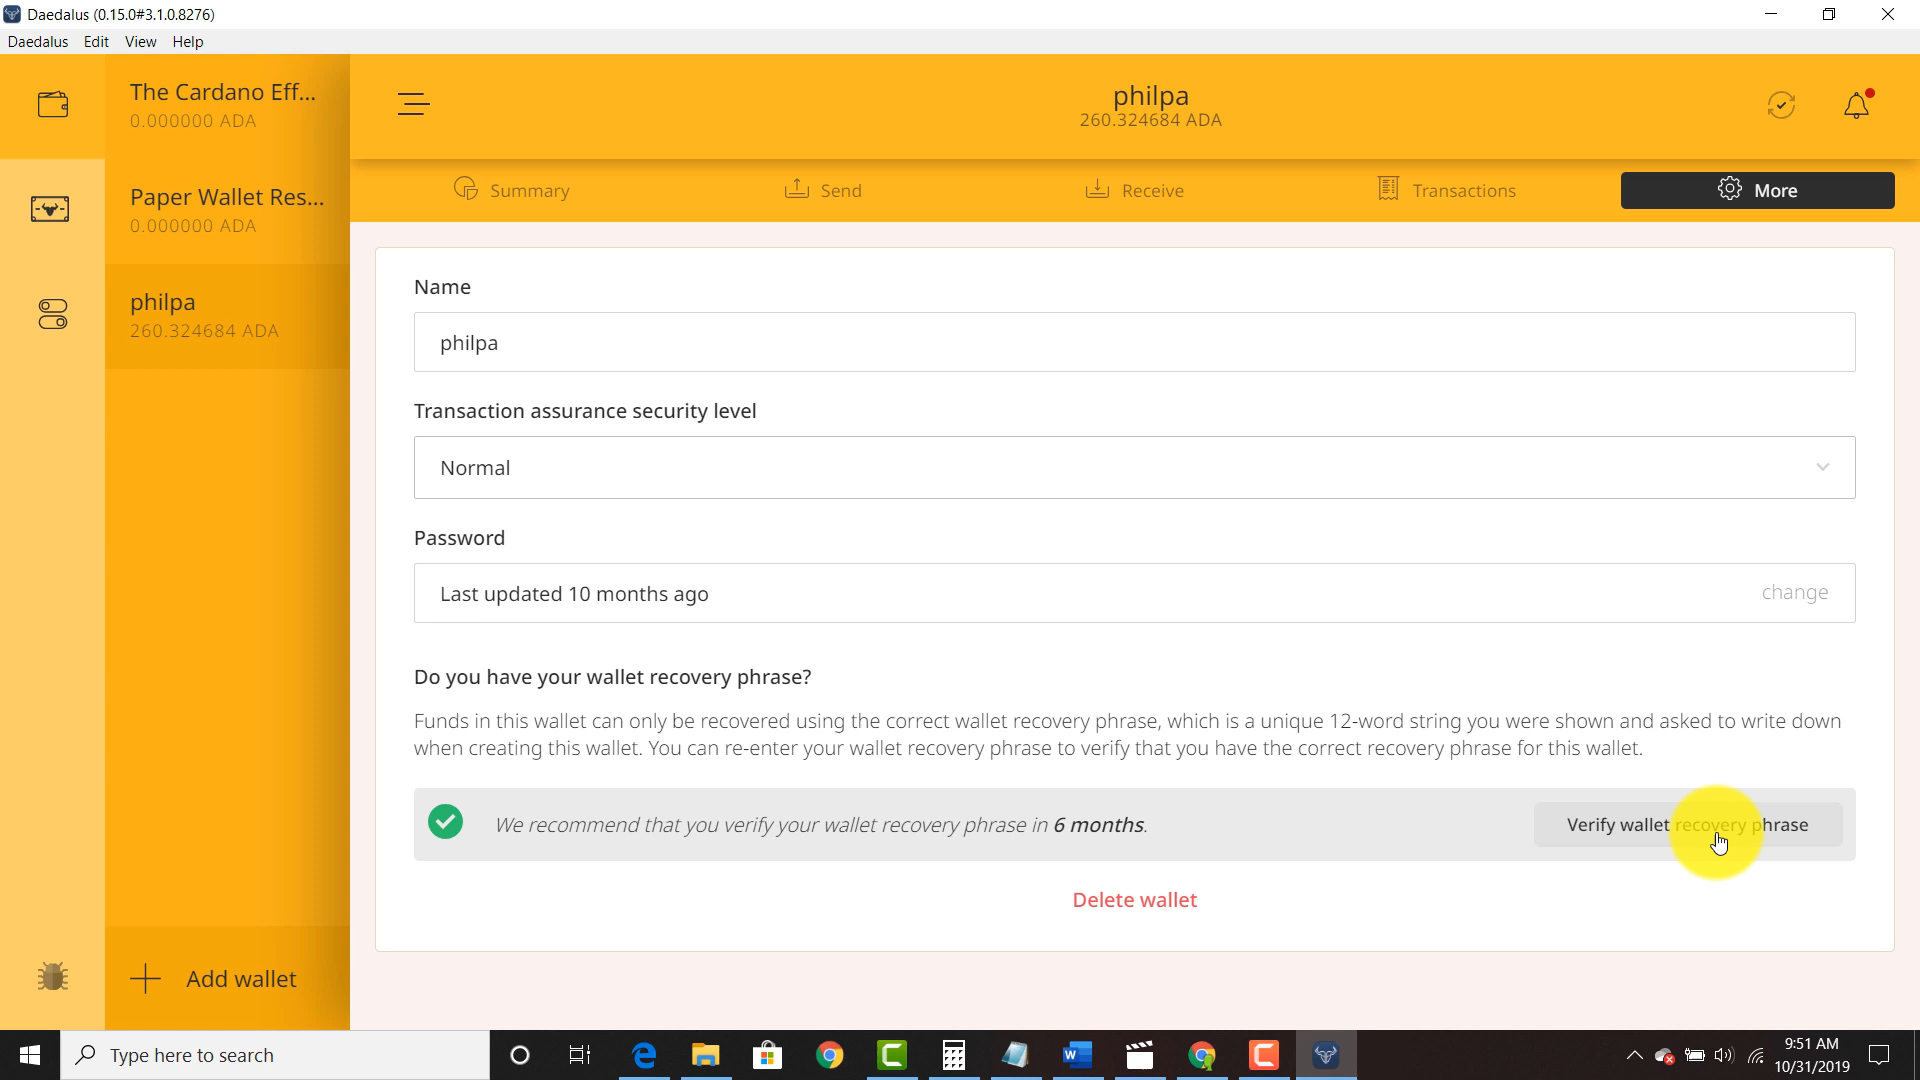 Daedalus (0.15.0#3.1.0.8276)
Daedalus Edit View Help
The Cardano Eff...
0.000000 ADA
Paper Wallet Res...
0.000000 ADA
philpa
260.324684 ADA
Add wallet
philpa
260.324684 ADA
Summary Send Receive Transactions More
Name
philpa
Transaction assurance security level
Normal
Password
Last updated 10 months ago change
Do you have your wallet recovery phrase?
Funds in this wallet can only be recovered using the correct wallet recovery phrase, which is a unique 12-word string you were shown and asked to write down
when creating this wallet. You can re-enter your wallet recovery phrase to verify that you have the correct recovery phrase for this wallet.
We recommend that you verify your wallet recovery phrase in 6 months. Verify wallet recovery phrase
Delete wallet
Type here to search
9:51 AM
10/31/2019